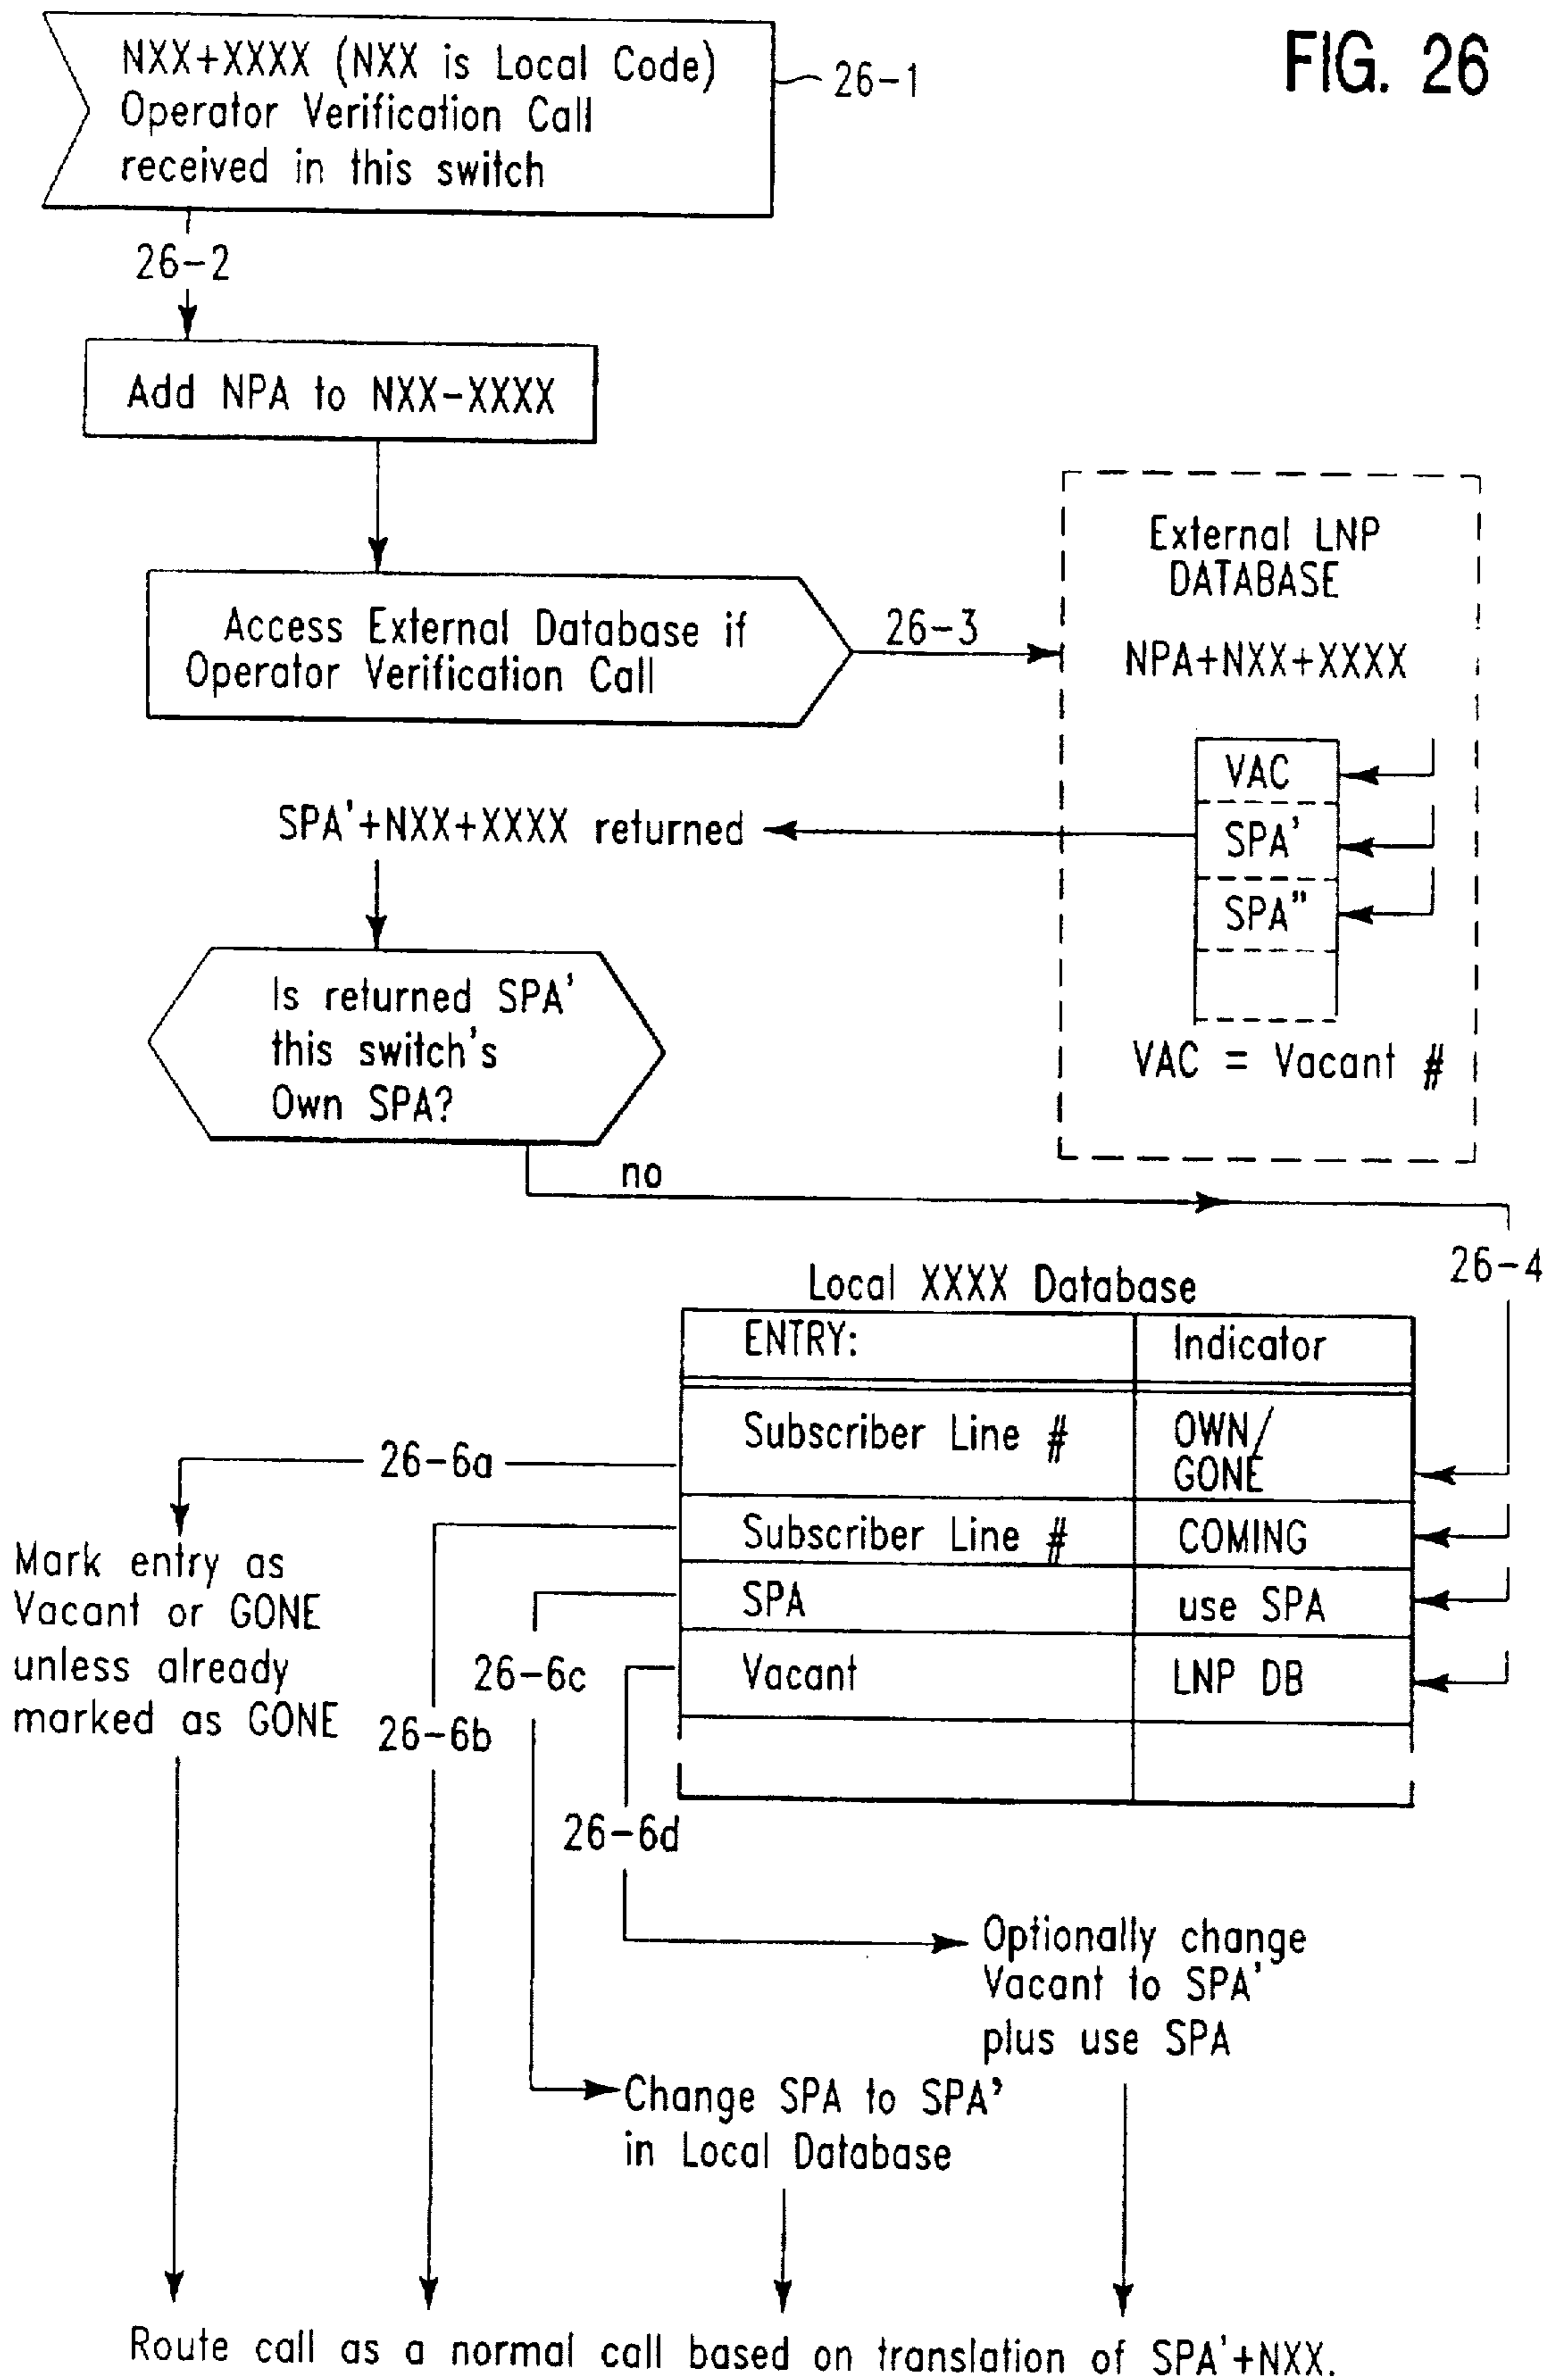 FIG. 26
NXX+XXXX (NXX is Local Code)
Operator Verification Call
received in this switch
26-1
26-2
Add NPA to NXX-XXXX
Access External Database if
Operator Verification Call
26-3
External LNP
DATABASE
NPA+NXX+XXXX
VAC
SPA'
SPA"
VAC = Vacant #
SPA'+NXX+XXXX returned
Is returned SPA'
this switch's
Own SPA?
no
26-4
Local XXXX Database
ENTRY: Indicator
Subscriber Line # OWN/
GONE
Subscriber Line # COMING
SPA use SPA
Vacant LNP DB
26-6a
Mark entry as
Vacant or GONE
unless already
marked as GONE
26-6b
26-6c
26-6d
Optionally change
Vacant to SPA'
plus use SPA
Change SPA to SPA'
in Local Database
Route call as a normal call based on translation of SPA'+NXX.